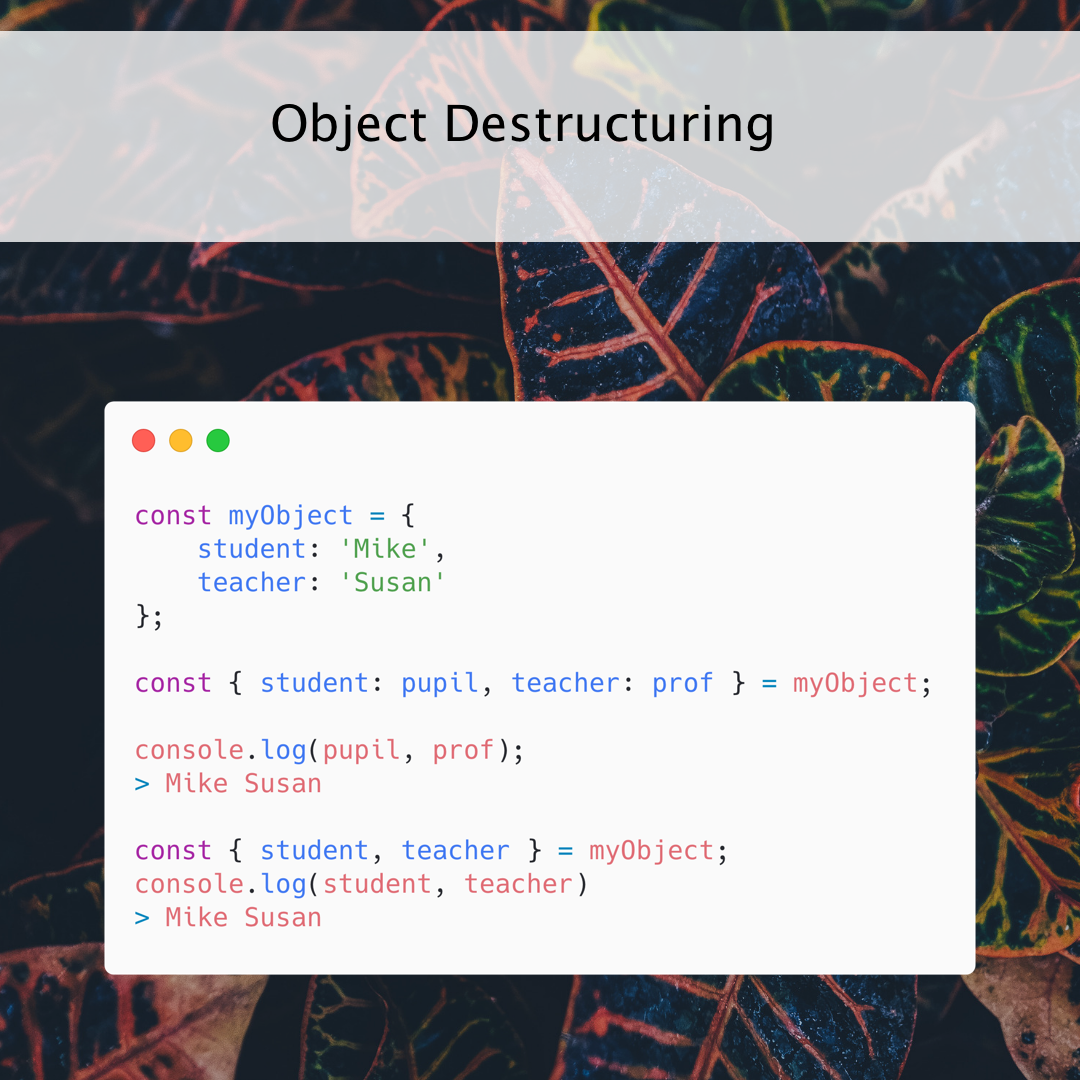 Object Destructuring
const myObject = {
    student: 'Mike',
    teacher: 'Susan'
};
const { student: pupil, teacher: prof } = myObject;
console.log(pupil, prof);
> Mike Susan
const { student, teacher } = myObject;
console.log(student, teacher)
> Mike Susan